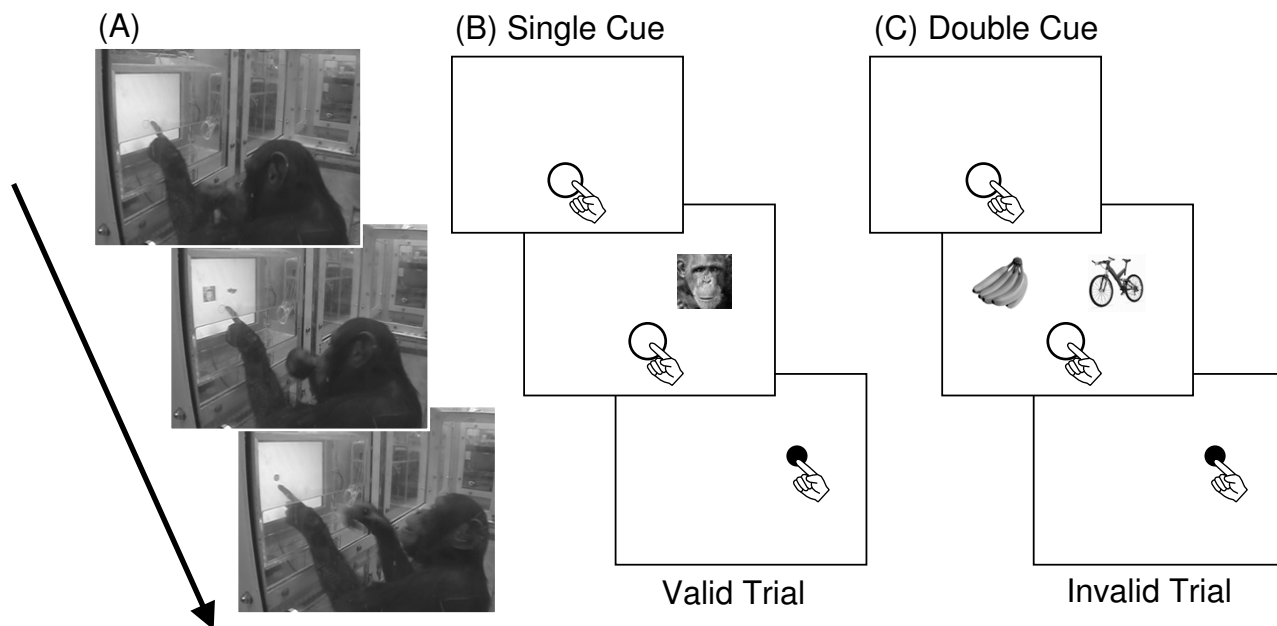 (A)
(B) Single Cue
(C) Double Cue
Valid Trial
Invalid Trial